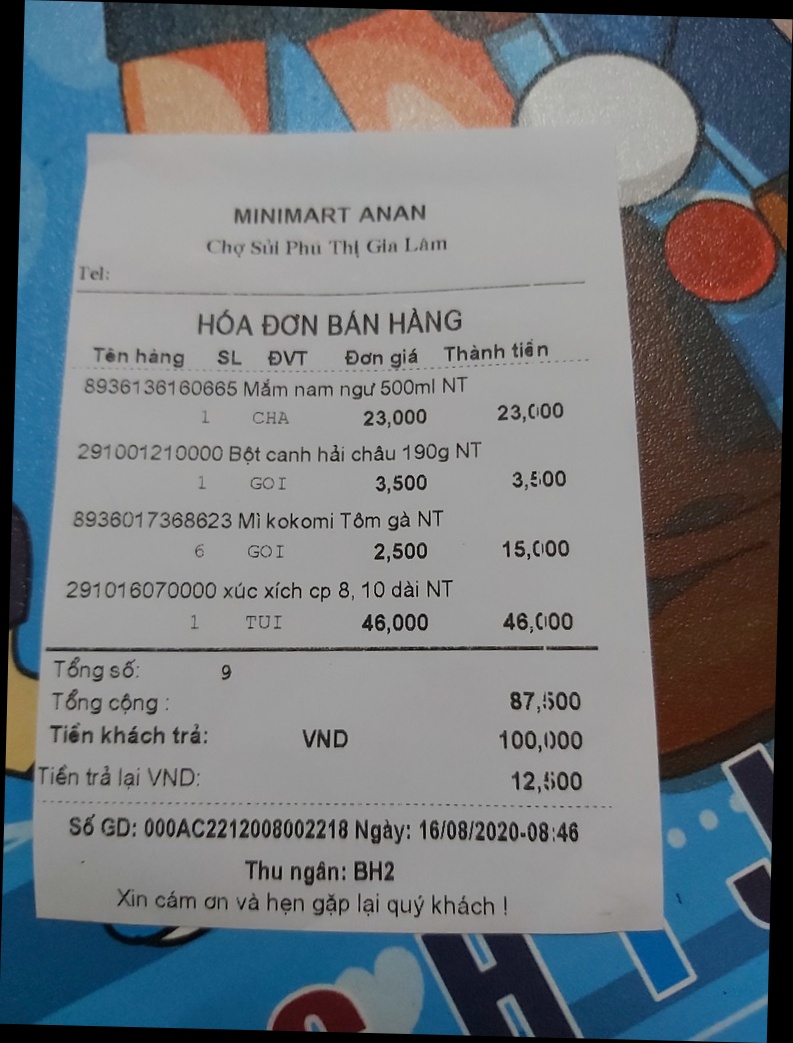 MINIMART ANAN
Chợ Sủi Phú Thị Gia Lâm
Tel:
HÓA ĐƠN BÁN HÀNG
Tên hàng SL ĐVT Đơn giá Thành tiền
8936136160665 Mắm nam ngư 500ml NT
1 CHA 23,000 23,000
291001210000 Bột canh hải châu 190g NT
1 GOI 3,500 3,500
8936017368623 Mì kokomi Tôm gà NT
6 GOI 2,500 15,000
291016070000 xúc xích cp 8, 10 dài NT
1 TUI 46,000 46,000
Tổng số: 9
Tổng cộng : 87,500
Tiền khách trả: VND 100,000
Tiền trả lại VND: 12,500
Số GD: 000AC2212008002218 Ngày: 16/08/2020-08:46
Thu ngân: BH2
Xin cám ơn và hẹn gặp lại quý khách !